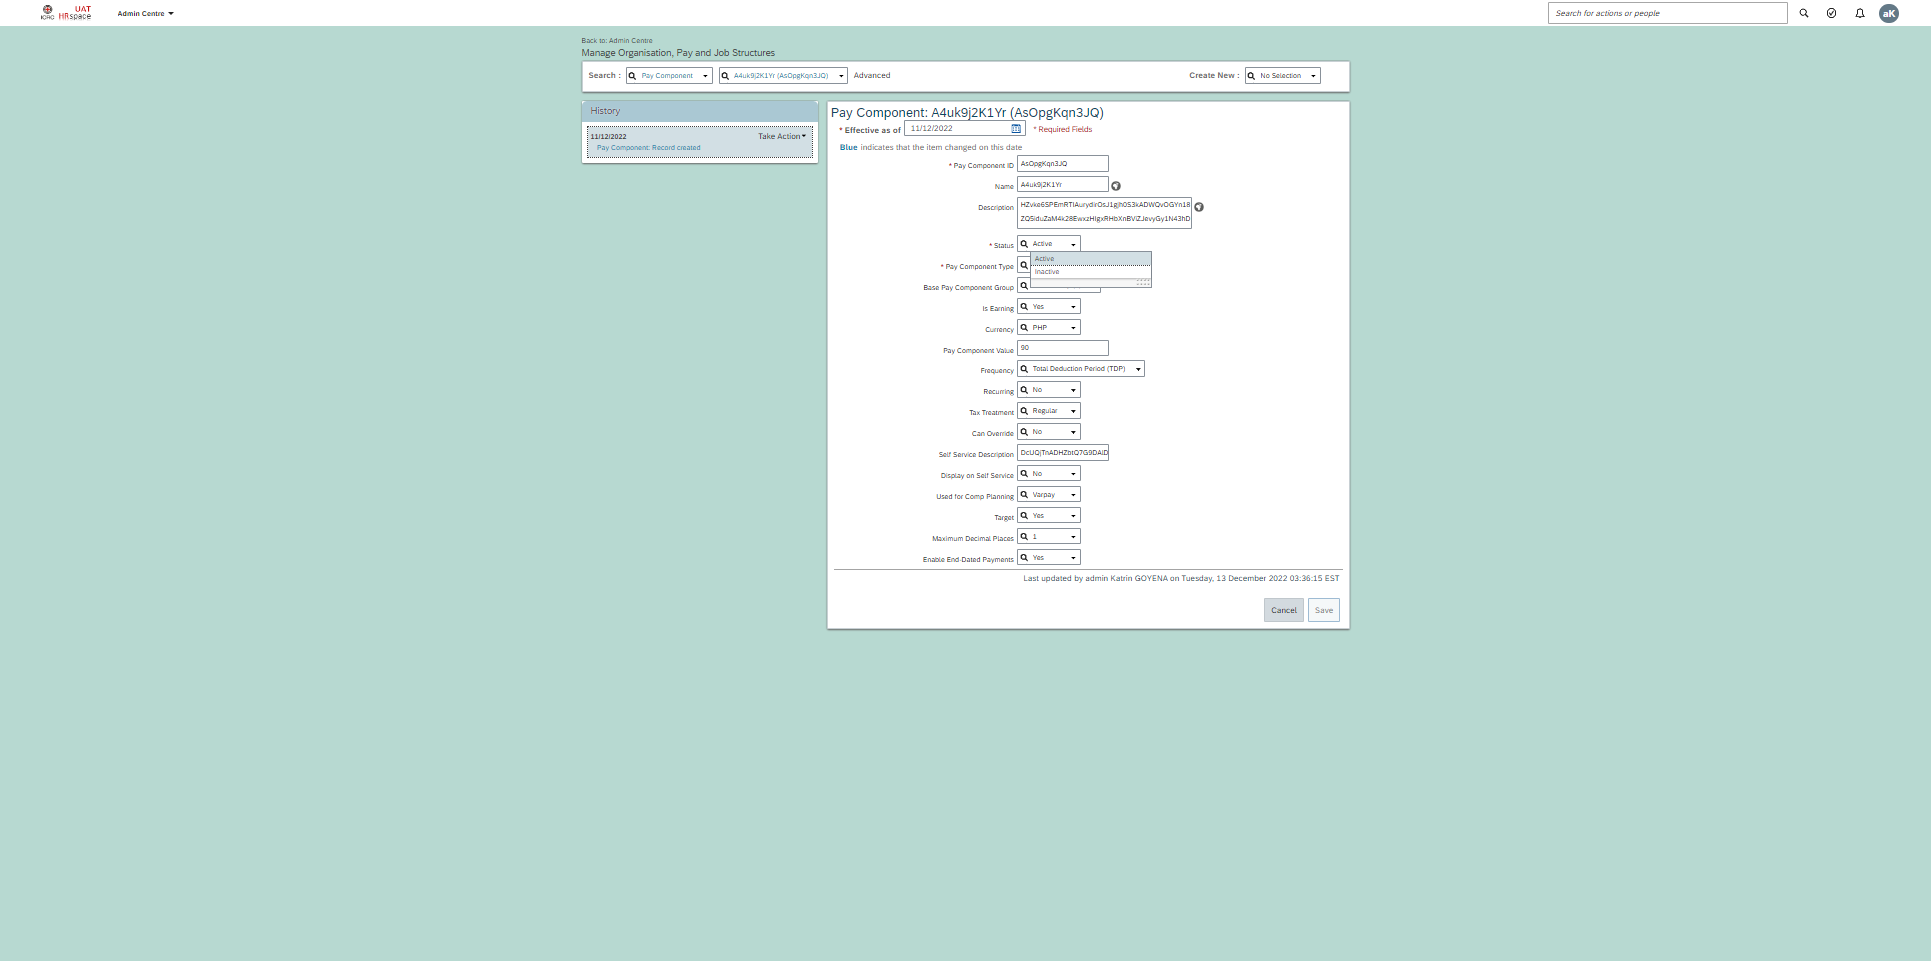 ICRC
UAT
HRspace
Admin Centre
Search for actions or people
aK
Back to: Admin Centre
Manage Organisation, Pay and Job Structures
Search :
Pay Component
A4uk9j2K1Yr (AsOpgKqn3JQ)
Advanced
Create New :
No Selection
History
11/12/2022
Take Action
Pay Component: Record created
Pay Component: A4uk9j2K1Yr (AsOpgKqn3JQ)
* Effective as of
11/12/2022
* Required Fields
Blue indicates that the item changed on this date
* Pay Component ID
AsOpgKqn3JQ
Name
A4uk9j2K1Yr
Description
* Status
Active
Active
Inactive
* Pay Component Type
Base Pay Component Group
Is Earning
Yes
Currency
PHP
Pay Component Value
90
Frequency
Total Deduction Period (TDP)
Recurring
No
Tax Treatment
Regular
Can Override
No
Self Service Description
Display on Self Service
No
Used for Comp Planning
Varpay
Target
Yes
Maximum Decimal Places
1
Enable End-Dated Payments
Yes
Last updated by admin Katrin GOYENA on Tuesday, 13 December 2022 03:36:15 EST
Cancel
Save